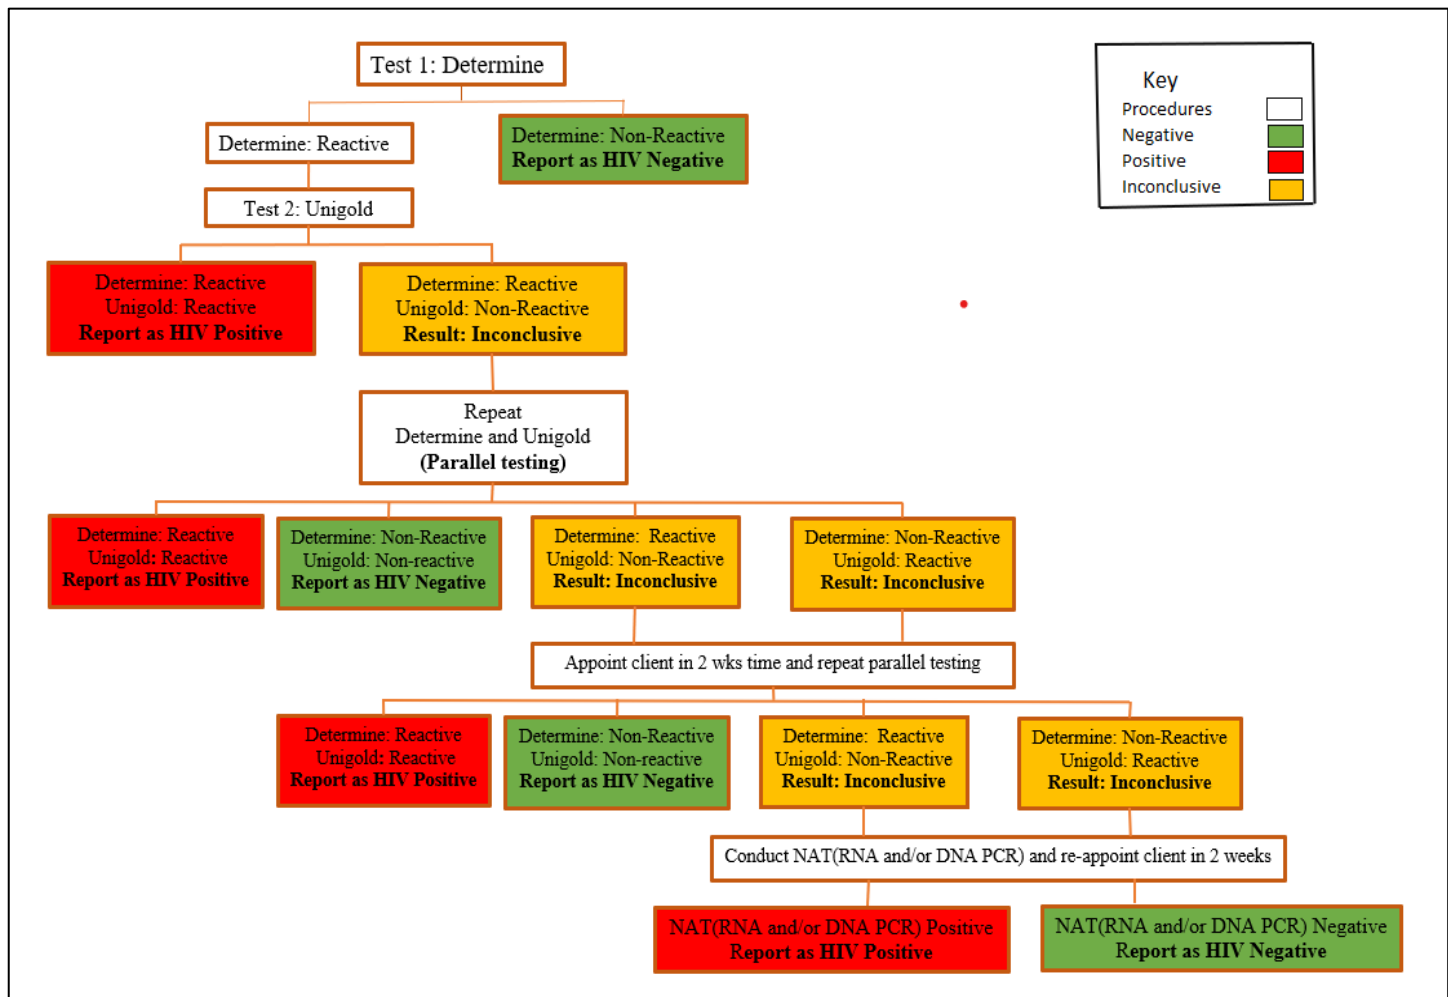 Test 1: Determine
Key
Procedures
Negative
Positive
Inconclusive
Determine: Reactive
Determine: Non-Reactive
Report as HIV Negative
Test 2: Unigold
Determine: Reactive
Unigold: Reactive
Report as HIV Positive
Determine: Reactive
Unigold: Non-Reactive
Result: Inconclusive
Repeat
Determine and Unigold
(Parallel testing)
Determine: Reactive
Unigold: Reactive
Report as HIV Positive
Determine: Non-Reactive
Unigold: Non-reactive
Report as HIV Negative
Determine: Reactive
Unigold: Non-Reactive
Result: Inconclusive
Determine: Non-Reactive
Unigold: Reactive
Result: Inconclusive
Appoint client in 2 wks time and repeat parallel testing
Determine: Reactive
Unigold: Reactive
Report as HIV Positive
Determine: Non-Reactive
Unigold: Non-reactive
Report as HIV Negative
Determine: Reactive
Unigold: Non-Reactive
Result: Inconclusive
Determine: Non-Reactive
Unigold: Reactive
Result: Inconclusive
Conduct NAT(RNA and/or DNA PCR) and re-appoint client in 2 weeks
NAT(RNA and/or DNA PCR) Positive
Report as HIV Positive
NAT(RNA and/or DNA PCR) Negative
Report as HIV Negative